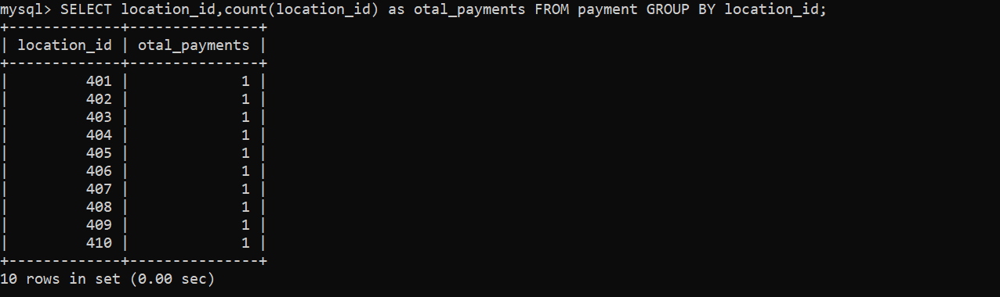 mysql> SELECT location_id,count(location_id) as otal_payments FROM payment GROUP BY location_id;
+-------------+---------------+
| location_id | otal_payments |
+-------------+---------------+
|         401 |             1 |
|         402 |             1 |
|         403 |             1 |
|         404 |             1 |
|         405 |             1 |
|         406 |             1 |
|         407 |             1 |
|         408 |             1 |
|         409 |             1 |
|         410 |             1 |
+-------------+---------------+
10 rows in set (0.00 sec)